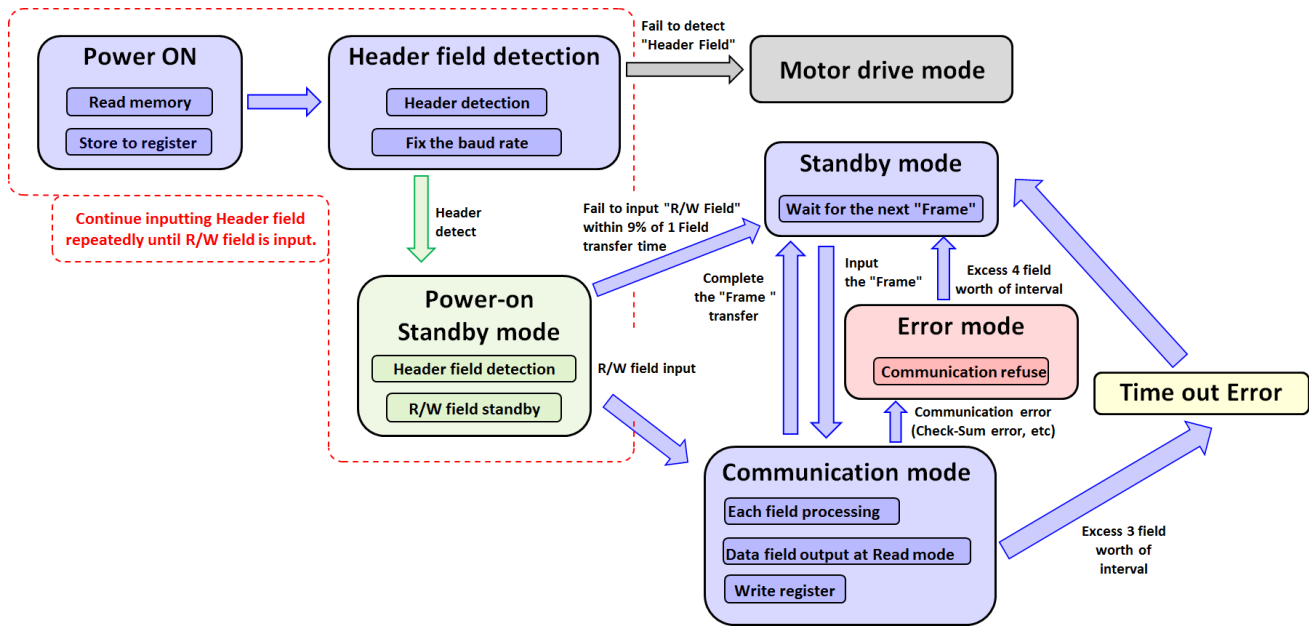 Power ON
Read memory
Store to register
Header field detection
Header detection
Fix the baud rate
Fail to detect
"Header Field"
Motor drive mode
Continue inputting Header field
repeatedly until R/W field is input.
Header
detect
Fail to input "R/W Field"
within 9% of 1 Field
transfer time
Standby mode
Wait for the next "Frame"
Power-on
Standby mode
Header field detection
R/W field standby
R/W field input
Complete
the "Frame "
transfer
Input
the "Frame"
Excess 4 field
worth of interval
Error mode
Communication refuse
Communication error
(Check-Sum error, etc)
Time out Error
Communication mode
Each field processing
Data field output at Read mode
Write register
Excess 3 field
worth of
interval